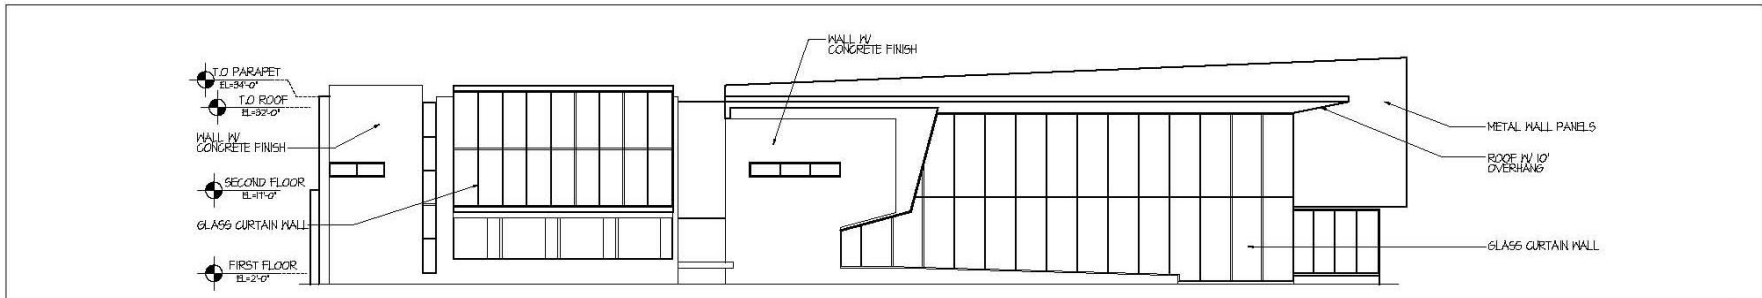 WALL W/
CONCRETE FINISH
T.O PARAPET
EL=34'-0"
T.O ROOF
EL=32'-0"
WALL W/
CONCRETE FINISH
SECOND FLOOR
EL=17'-0"
GLASS CURTAIN WALL
FIRST FLOOR
EL=2'-0"
METAL WALL PANELS
ROOF W/ 10'
OVERHANG
GLASS CURTAIN WALL